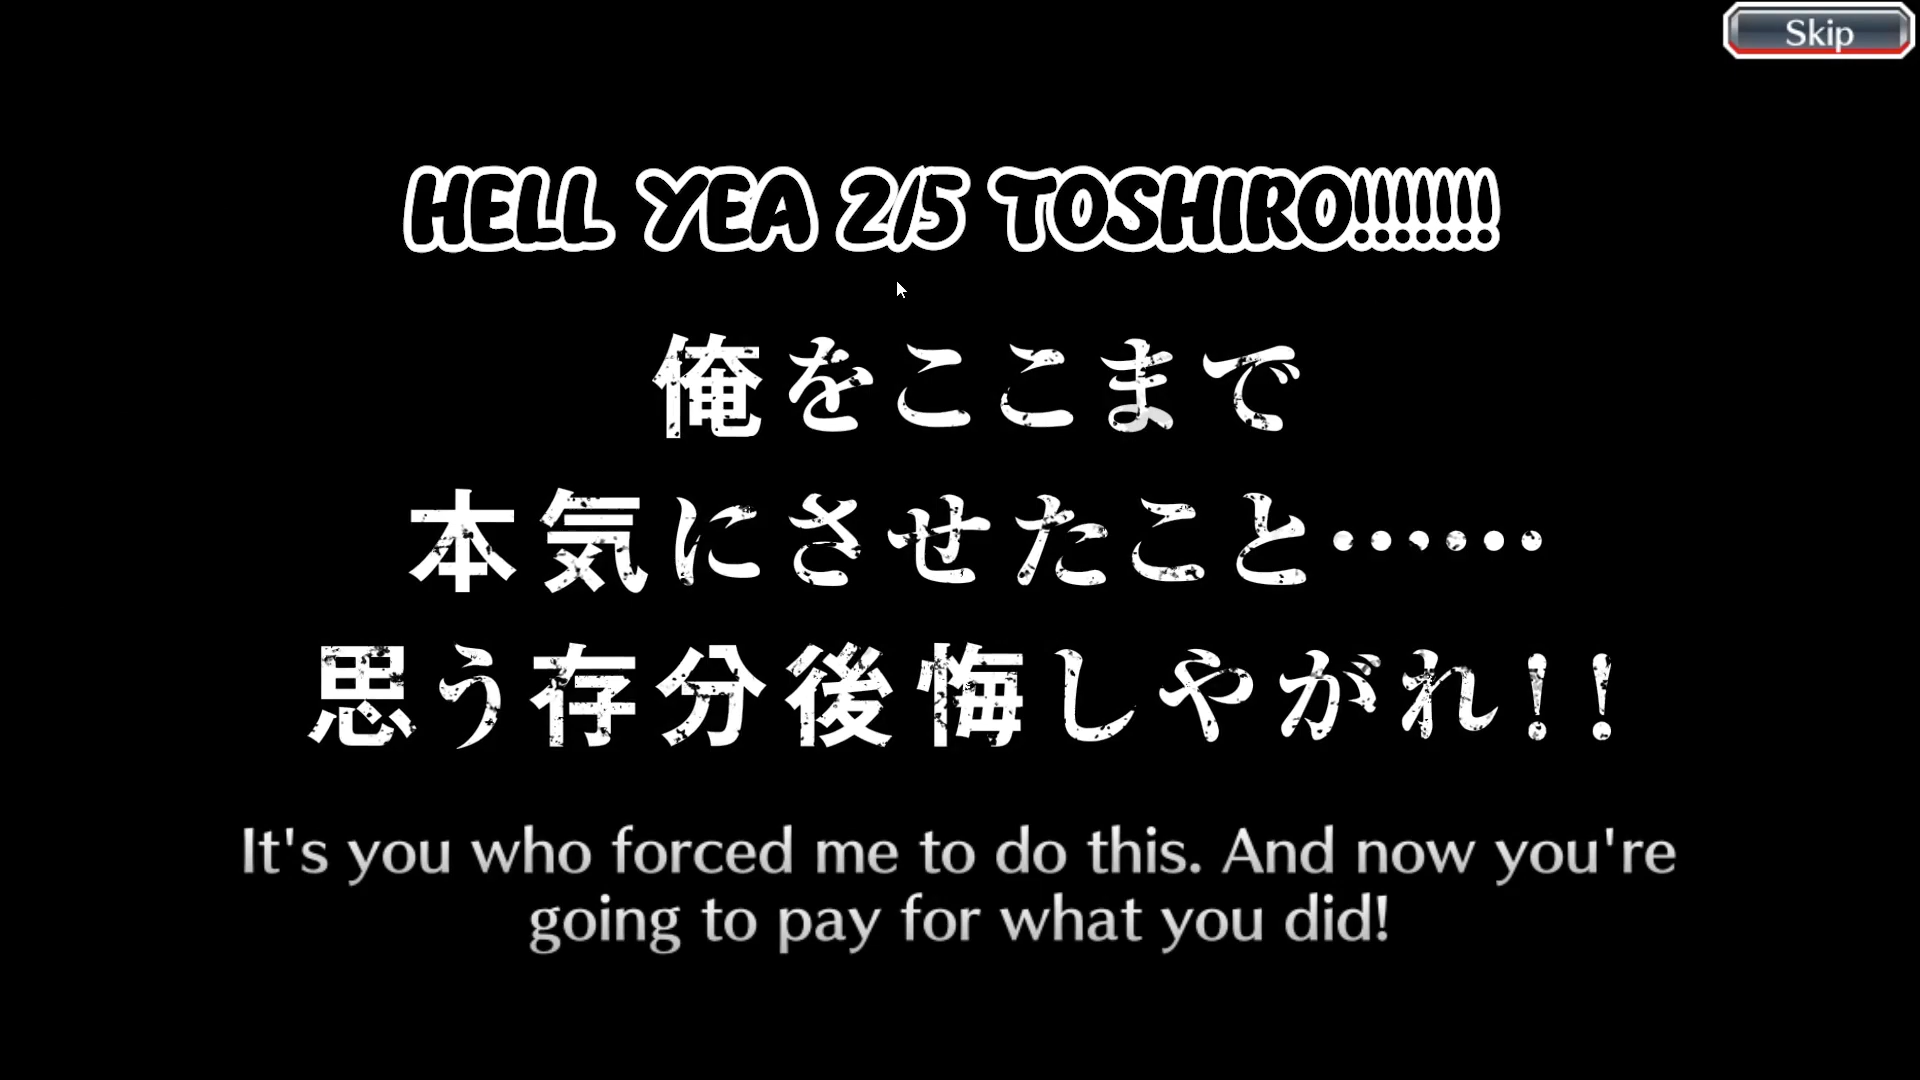 Skip
HELL YEA 2/5 TOSHIRO!!!!!!!
俺をここまで
本気にさせたこと……
思う存分後悔しやがれ!!
It's you who forced me to do this. And now you're
going to pay for what you did!